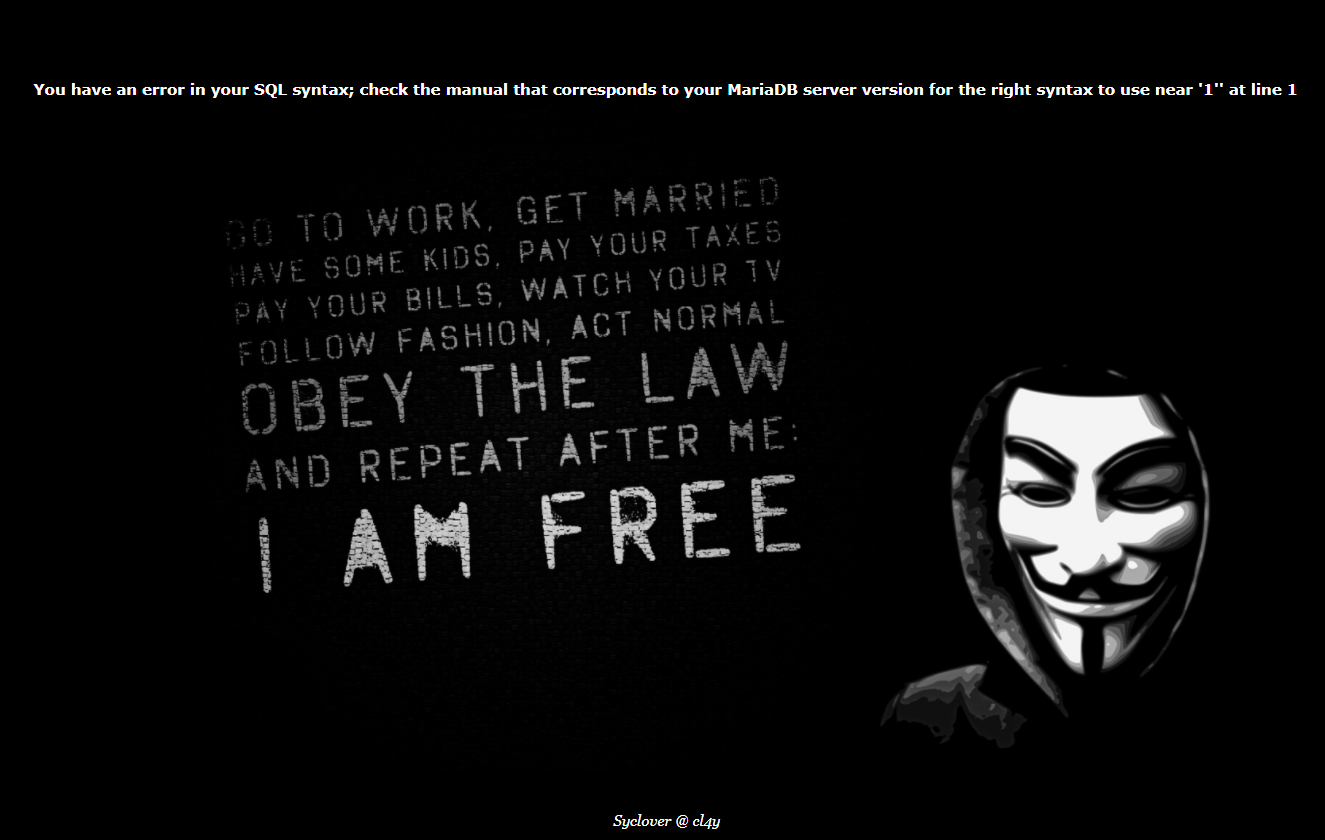 You have an error in your SQL syntax; check the manual that corresponds to your MariaDB server version for the right syntax to use near '1'' at line 1
GO TO WORK, GET MARRIED
HAVE SOME KIDS, PAY YOUR TAXES
PAY YOUR BILLS, WATCH YOUR TV
FOLLOW FASHION, ACT NORMAL
OBEY THE LAW
AND REPEAT AFTER ME:
I AM FREE
Syclover @ cl4y